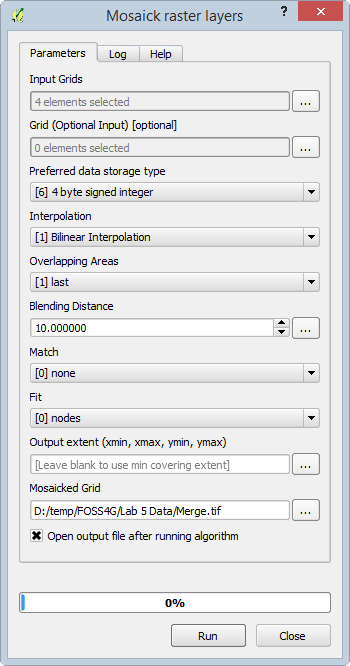 Mosaick raster layers
?
Parameters Log Help
Input Grids
4 elements selected
...
Grid (Optional Input) [optional]
0 elements selected
...
Preferred data storage type
[6] 4 byte signed integer
Interpolation
[1] Bilinear Interpolation
Overlapping Areas
[1] last
Blending Distance
10.000000
...
Match
[0] none
Fit
[0] nodes
Output extent (xmin, xmax, ymin, ymax)
[Leave blank to use min covering extent]
...
Mosaicked Grid
D:/temp/FOSS4G/Lab 5 Data/Merge.tif
...
Open output file after running algorithm
0%
Run Close